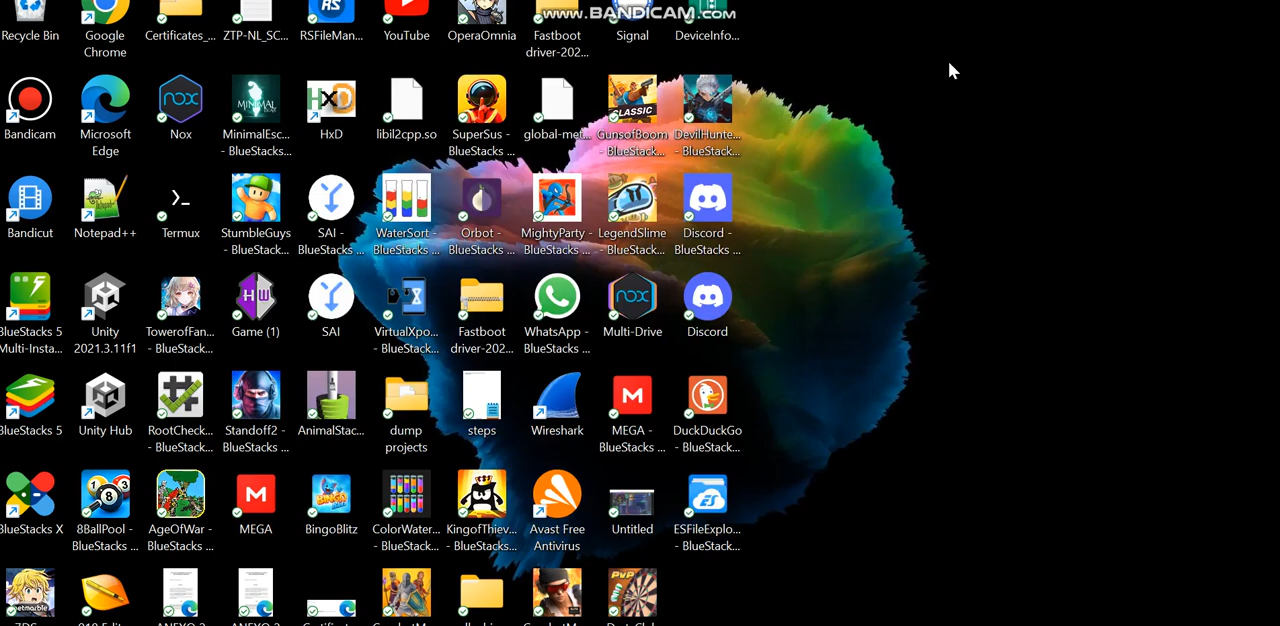 www.BANDICAM.com
Recycle Bin
Google
Chrome
Certificates_...
ZTP-NL_SC...
RSFileMan...
YouTube
OperaOmnia
Fastboot
driver-202...
Signal
DeviceInfo...
Bandicam
Microsoft
Edge
Nox
MinimalEsc...
- BlueStacks...
HxD
libil2cpp.so
SuperSus -
BlueStacks ...
global-met...
GunsofBoom
- BlueStack...
DevilHunte...
- BlueStack...
Bandicut
Notepad++
Termux
StumbleGuys
- BlueStack...
SAI -
BlueStacks ...
WaterSort -
BlueStacks ...
Orbot -
BlueStacks ...
MightyParty -
BlueStacks ...
LegendSlime
- BlueStack...
Discord -
BlueStacks ...
BlueStacks 5
Multi-Insta...
Unity
2021.3.11f1
TowerofFan...
- BlueStack...
Game (1)
SAI
VirtualXpo...
- BlueStack...
Fastboot
driver-202...
WhatsApp -
BlueStacks ...
Multi-Drive
Discord
BlueStacks 5
Unity Hub
RootCheck...
- BlueStack...
Standoff2 -
BlueStacks ...
AnimalStac...
dump
projects
steps
Wireshark
MEGA -
BlueStacks ...
DuckDuckGo
- BlueStack...
BlueStacks X
8BallPool -
BlueStacks ...
AgeOfWar -
BlueStacks ...
MEGA
BingoBlitz
ColorWater...
- BlueStack...
KingofThiev...
- BlueStacks...
Avast Free
Antivirus
Untitled
ESFileExplo...
- BlueStack...